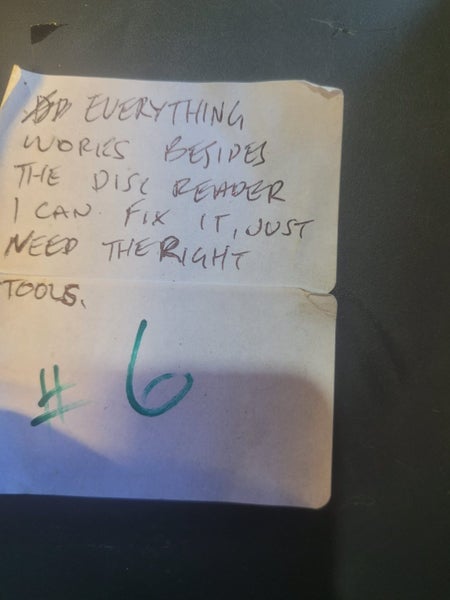 EVERYTHING
WORKS BESIDES
THE DISC READER
I CAN FIX IT, JUST
NEED THE RIGHT
TOOLS.
# 6